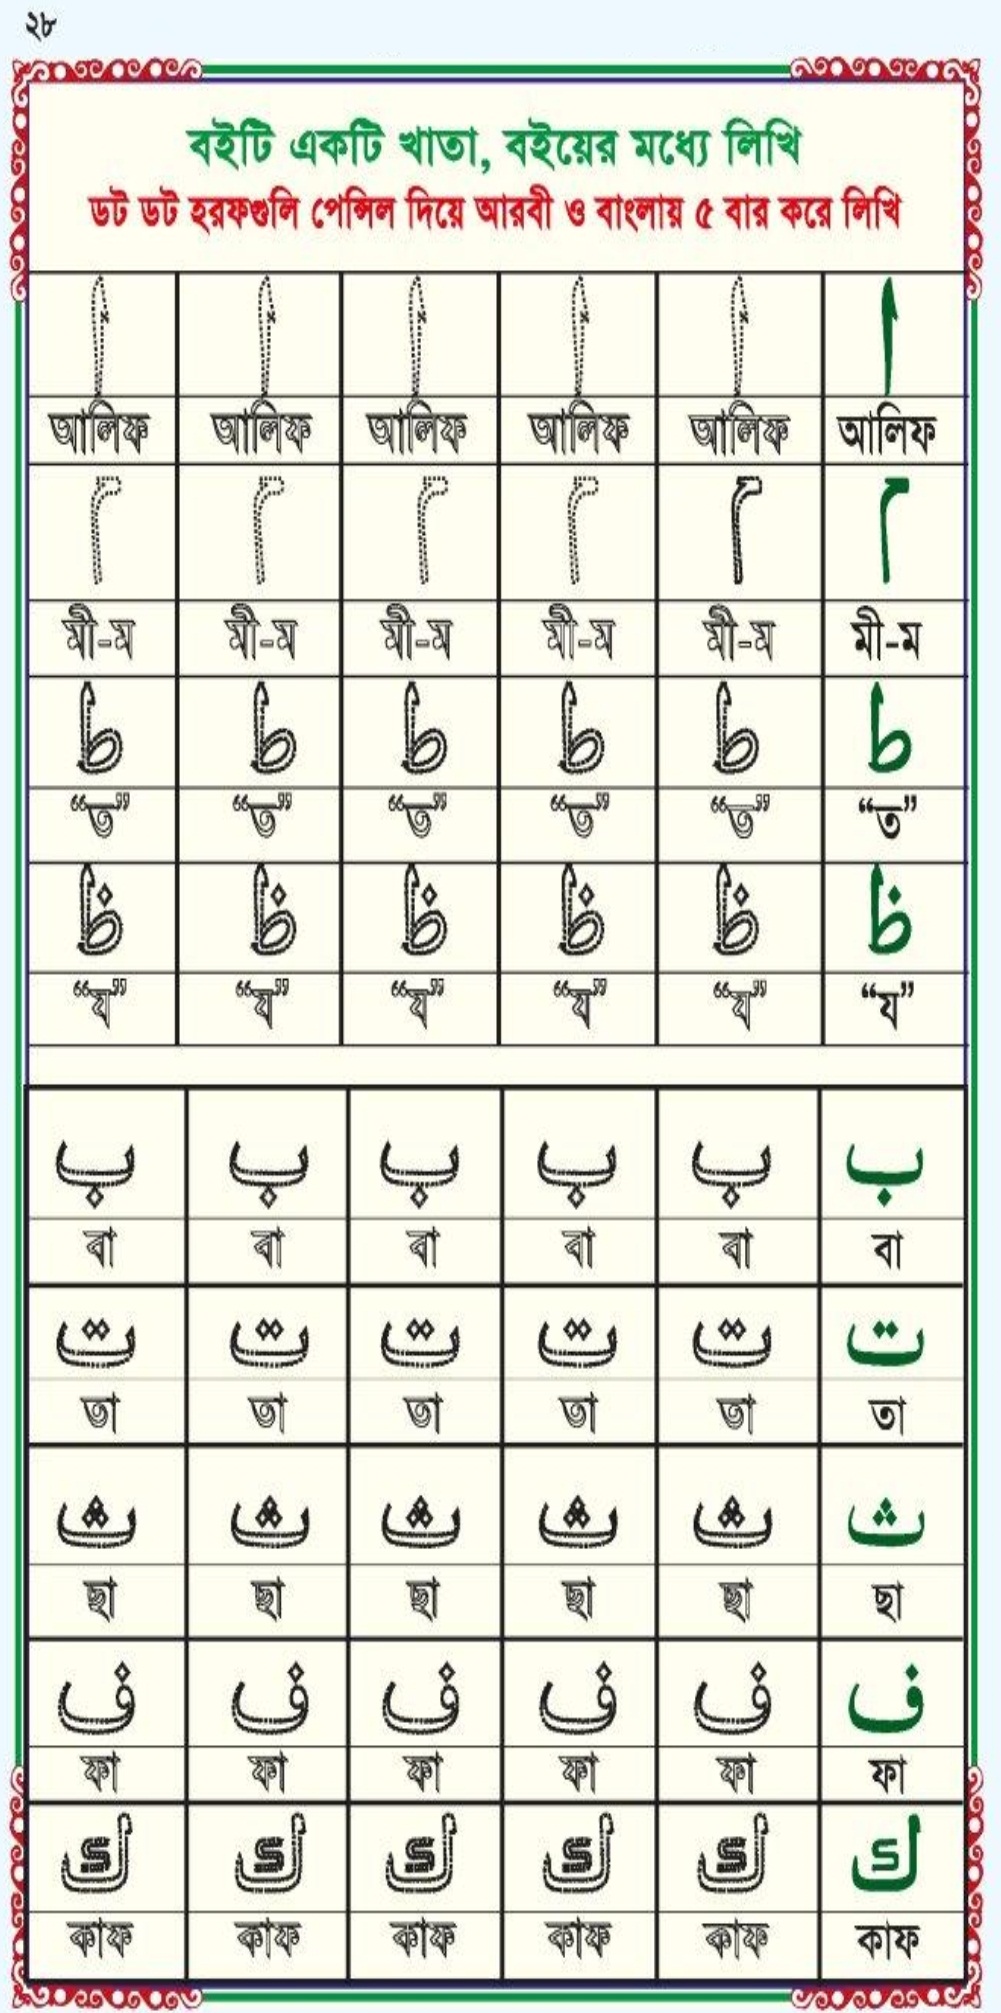 ২৮
বইটি একটি খাতা, বইয়ের মধ্যে লিখি
ডট ডট হরফগুলি পেন্সিল দিয়ে আরবী ও বাংলায় ৫ বার করে লিখি
ا ا ا ا ا ا
আলিফ আলিফ আলিফ আলিফ আলিফ আলিফ
م م م م م م
মী-ম মী-ম মী-ম মী-ম মী-ম মী-ম
ط ط ط ط ط ط
“ত” “ত” “ত” “ত” “ত” “ত”
ظ ظ ظ ظ ظ ظ
“য” “য” “য” “য” “য” “য”
ب ب ب ب ب ب
বা বা বা বা বা বা
ت ت ت ت ت ت
তা তা তা তা তা তা
ث ث ث ث ث ث
ছা ছা ছা ছা ছা ছা
ف ف ف ف ف ف
ফা ফা ফা ফা ফা ফা
ك ك ك ك ك ك
কাফ কাফ কাফ কাফ কাফ কাফ